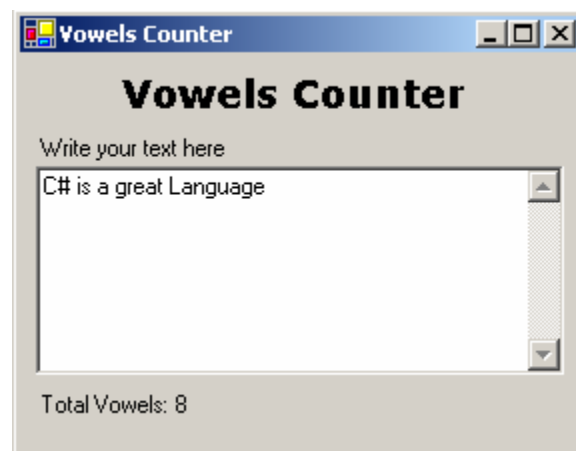 Vowels Counter
Vowels Counter
Write your text here
C# is a great Language
Total Vowels: 8